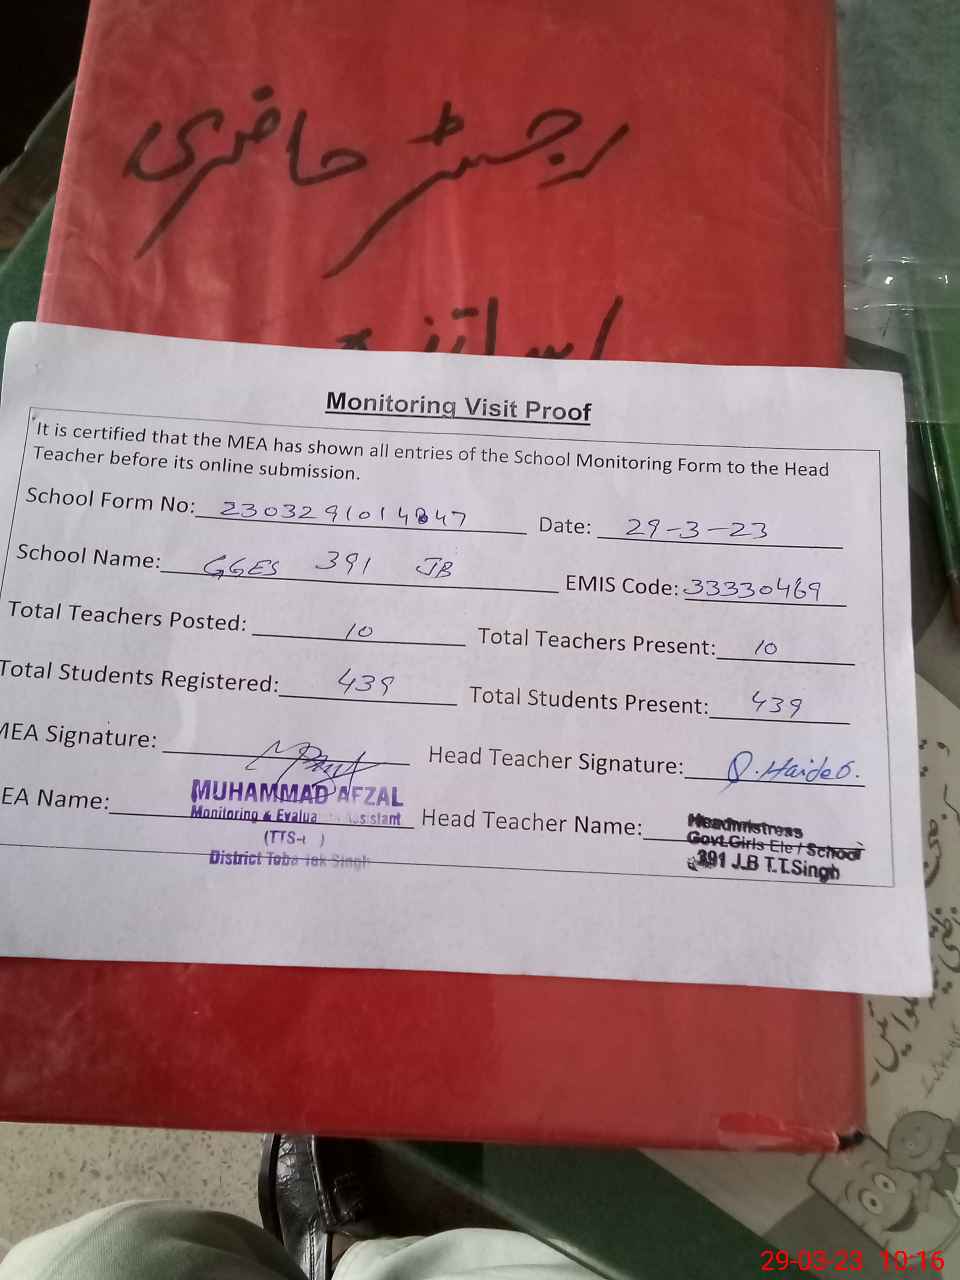 رجسٹر حاضری
Monitoring Visit Proof
It is certified that the MEA has shown all entries of the School Monitoring Form to the Head
Teacher before its online submission.
School Form No: 2303291014847 Date: 29-3-23
School Name: GGES 391 JB EMIS Code: 33330469
Total Teachers Posted: 10 Total Teachers Present: 10
Total Students Registered: 439 Total Students Present: 439
MEA Signature: Head Teacher Signature: Q. Haider.
EA Name: MUHAMMAD AFZAL Head Teacher Name: Headmistress
Monitoring & Evalua Assistant Govt.Girls Ele / School
District Toba Tek Singh 391 J.B T.T.Singh
29-03-23 10:16